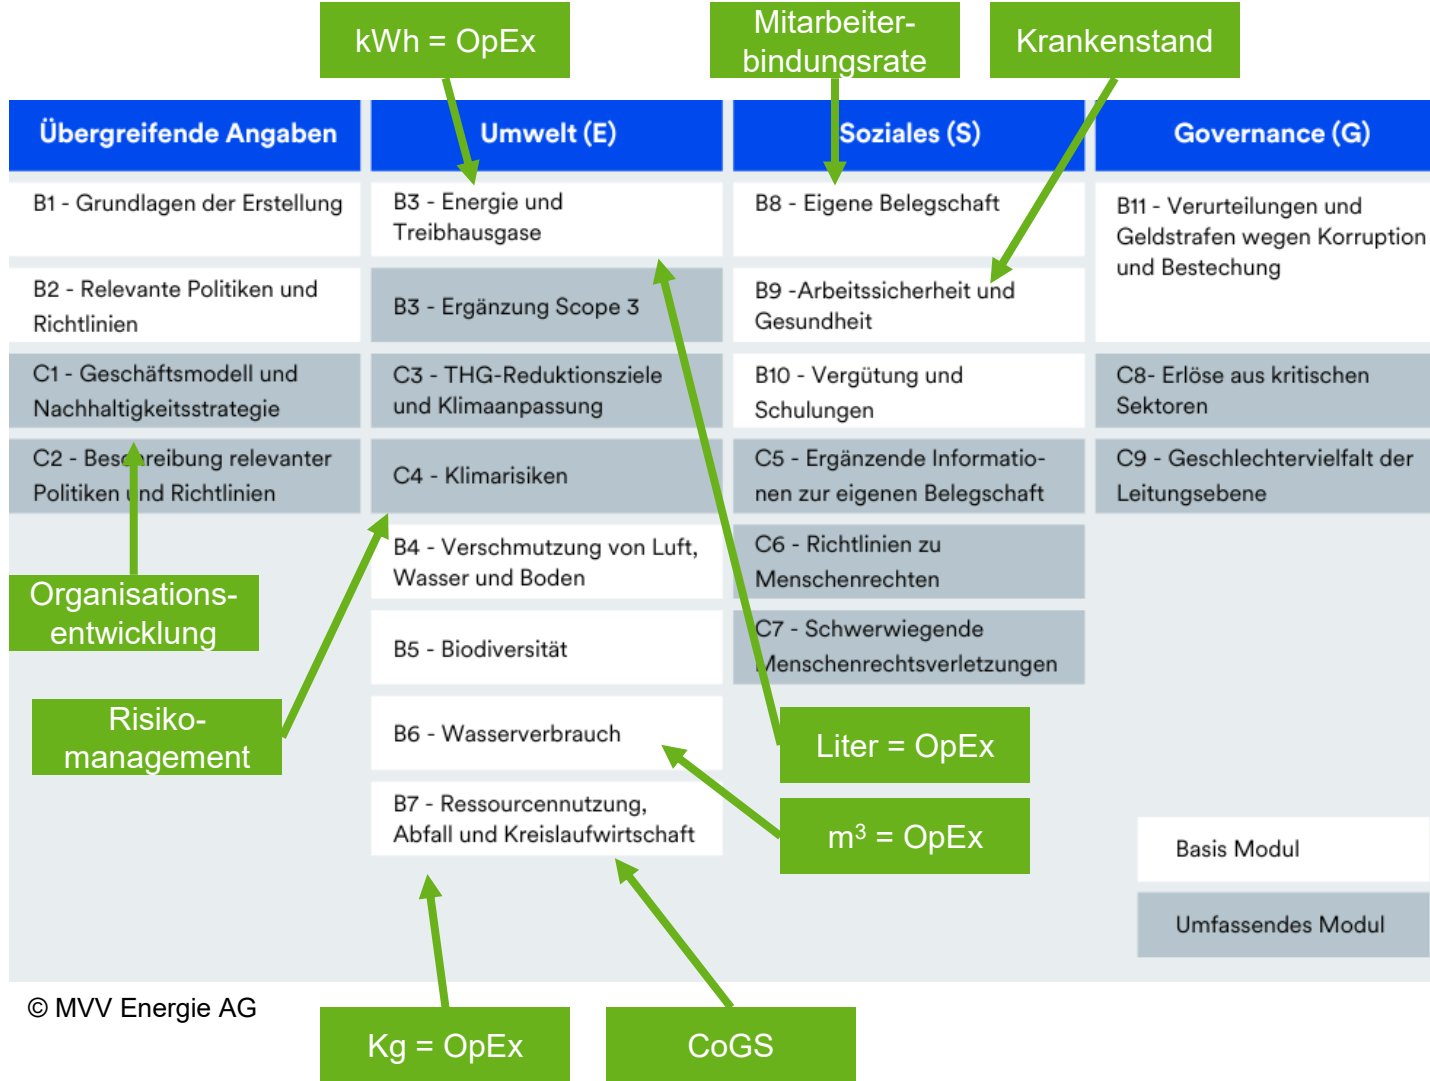 kWh = OpEx
Mitarbeiter-
bindungsrate
Krankenstand
Übergreifende Angaben
Umwelt (E)
Soziales (S)
Governance (G)
B1 - Grundlagen der Erstellung
B2 - Relevante Politiken und
Richtlinien
C1 - Geschäftsmodell und
Nachhaltigkeitsstrategie
C2 - Beschreibung relevanter
Politiken und Richtlinien
Organisations-
entwicklung
Risiko-
management
B3 - Energie und
Treibhausgase
B3 - Ergänzung Scope 3
C3 - THG-Reduktionsziele
und Klimaanpassung
C4 - Klimarisiken
B4 - Verschmutzung von Luft,
Wasser und Boden
B5 - Biodiversität
B6 - Wasserverbrauch
B7 - Ressourcennutzung,
Abfall und Kreislaufwirtschaft
B8 - Eigene Belegschaft
B9 -Arbeitssicherheit und
Gesundheit
B10 - Vergütung und
Schulungen
C5 - Ergänzende Informatio-
nen zur eigenen Belegschaft
C6 - Richtlinien zu
Menschenrechten
C7 - Schwerwiegende
Menschenrechtsverletzungen
Liter = OpEx
m³ = OpEx
B11 - Verurteilungen und
Geldstrafen wegen Korruption
und Bestechung
C8- Erlöse aus kritischen
Sektoren
C9 - Geschlechtervielfalt der
Leitungsebene
Basis Modul
Umfassendes Modul
© MVV Energie AG
Kg = OpEx
CoGS